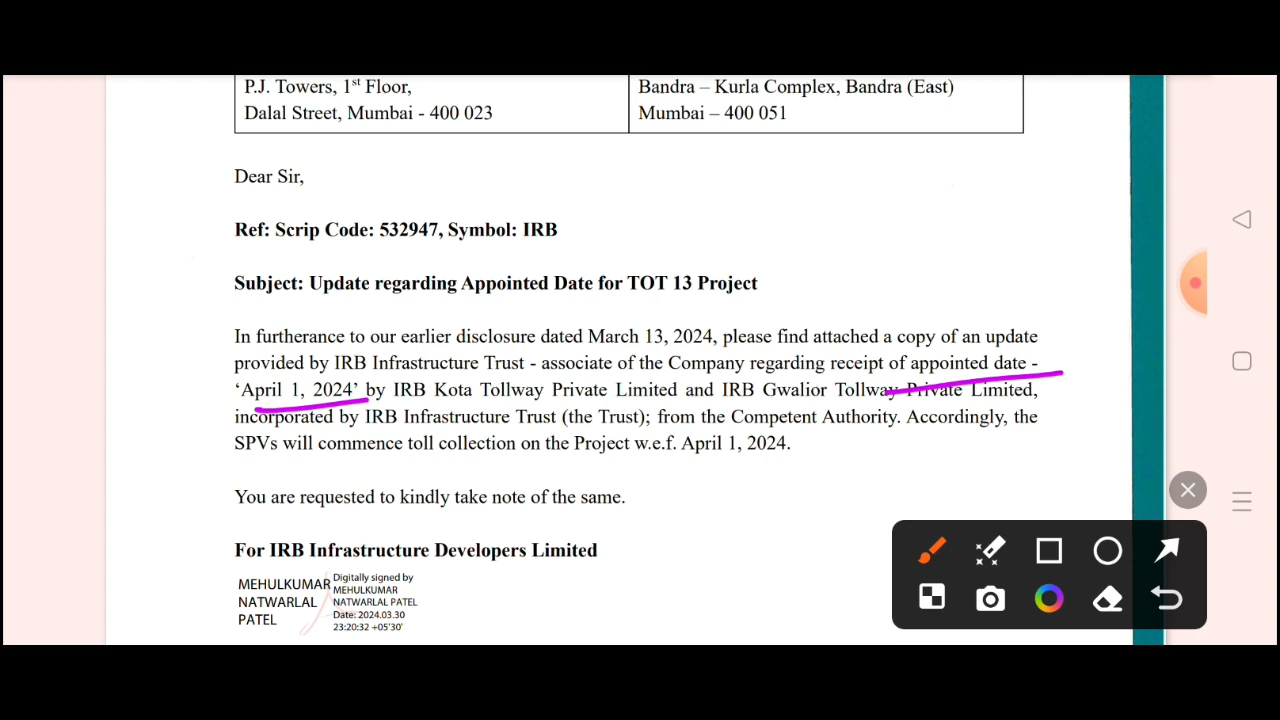 P.J. Towers, 1st Floor,
Dalal Street, Mumbai - 400 023
Bandra – Kurla Complex, Bandra (East)
Mumbai – 400 051
Dear Sir,
Ref: Scrip Code: 532947, Symbol: IRB
Subject: Update regarding Appointed Date for TOT 13 Project
In furtherance to our earlier disclosure dated March 13, 2024, please find attached a copy of an update
provided by IRB Infrastructure Trust - associate of the Company regarding receipt of appointed date -
‘April 1, 2024’ by IRB Kota Tollway Private Limited and IRB Gwalior Tollway Private Limited,
incorporated by IRB Infrastructure Trust (the Trust); from the Competent Authority. Accordingly, the
SPVs will commence toll collection on the Project w.e.f. April 1, 2024.
You are requested to kindly take note of the same.
For IRB Infrastructure Developers Limited
MEHULKUMAR
NATWARLAL
PATEL
Digitally signed by
MEHULKUMAR
NATWARLAL PATEL
Date: 2024.03.30
23:20:32 +05'30'